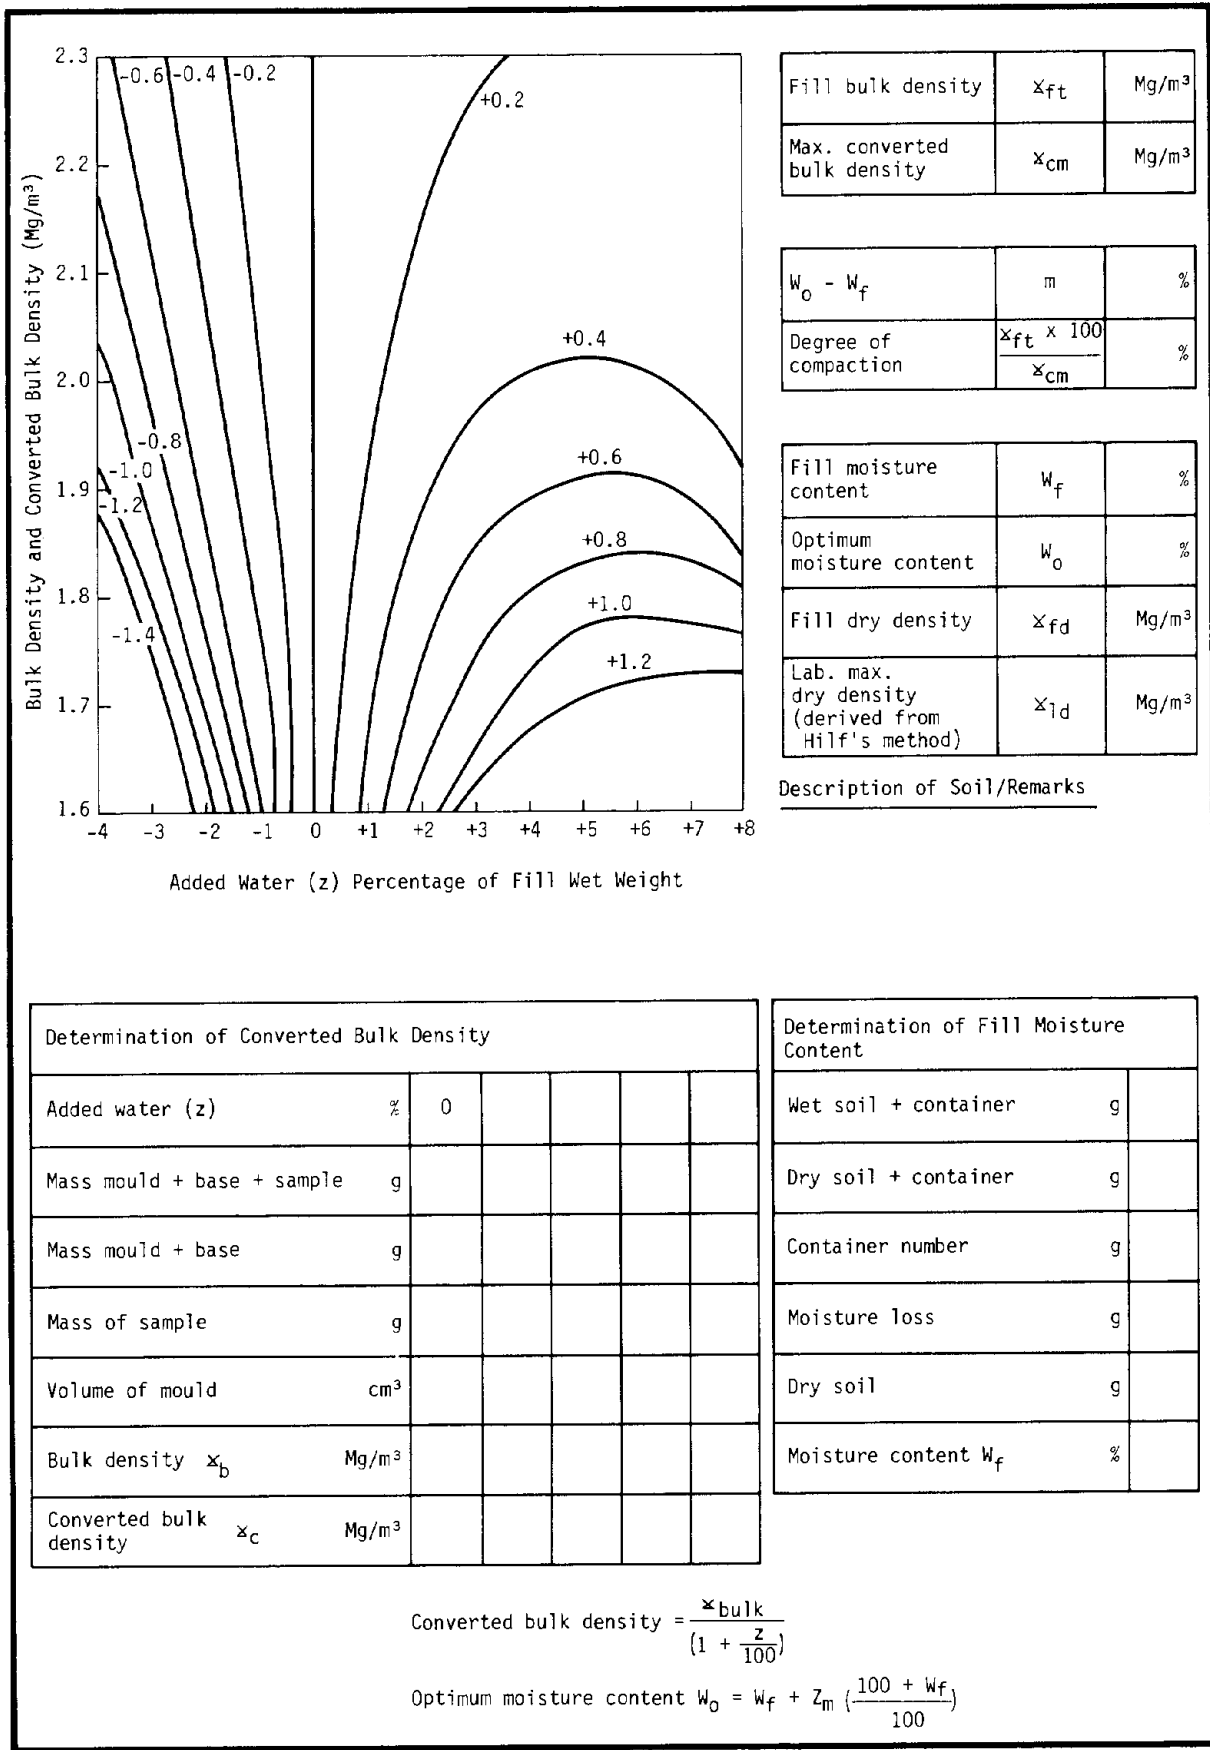 2.3
2.2
2.1
2.0
1.9
1.8
1.7
1.6
Bulk Density and Converted Bulk Density (Mg/m³)
-0.6
-0.4
-0.2
+0.2
+0.4
+0.6
+0.8
+1.0
+1.2
-0.8
-1.0
-1.2
-1.4
-4 -3 -2 -1 0 +1 +2 +3 +4 +5 +6 +7 +8
Added Water (z) Percentage of Fill Wet Weight
Fill bulk density ɣft Mg/m³
Max. converted
bulk density ɣcm Mg/m³
Wo - Wf m %
Degree of
compaction ɣft x 100
ɣcm %
Fill moisture
content Wf %
Optimum
moisture content Wo %
Fill dry density ɣfd Mg/m³
Lab. max.
dry density
(derived from
Hilf's method) ɣld Mg/m³
Description of Soil/Remarks
Determination of Converted Bulk Density
Added water (z) % 0
Mass mould + base + sample g
Mass mould + base g
Mass of sample g
Volume of mould cm³
Bulk density ɣb Mg/m³
Converted bulk
density ɣc Mg/m³
Determination of Fill Moisture
Content
Wet soil + container g
Dry soil + container g
Container number g
Moisture loss g
Dry soil g
Moisture content Wf %
Converted bulk density = ɣbulk
(1 + z/100)
Optimum moisture content Wo = Wf + Zm (100 + Wf
100)